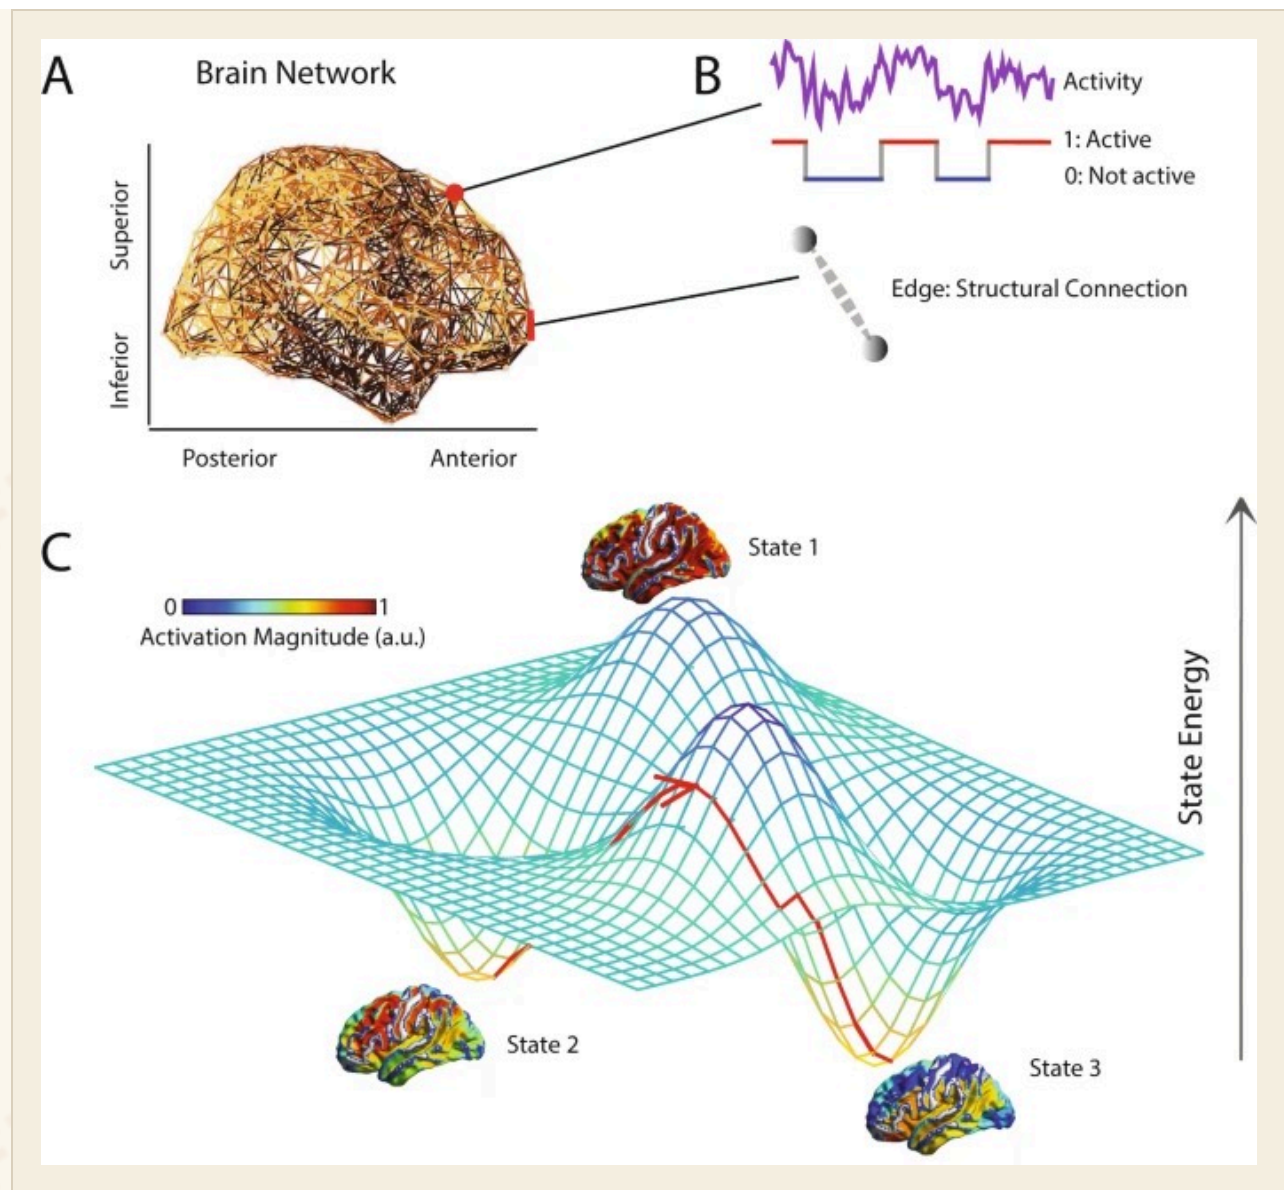 A
Brain Network
Superior
Inferior
Posterior
Anterior
B
Activity
1: Active
0: Not active
Edge: Structural Connection
C
0
1
Activation Magnitude (a.u.)
State 1
State 2
State 3
State Energy